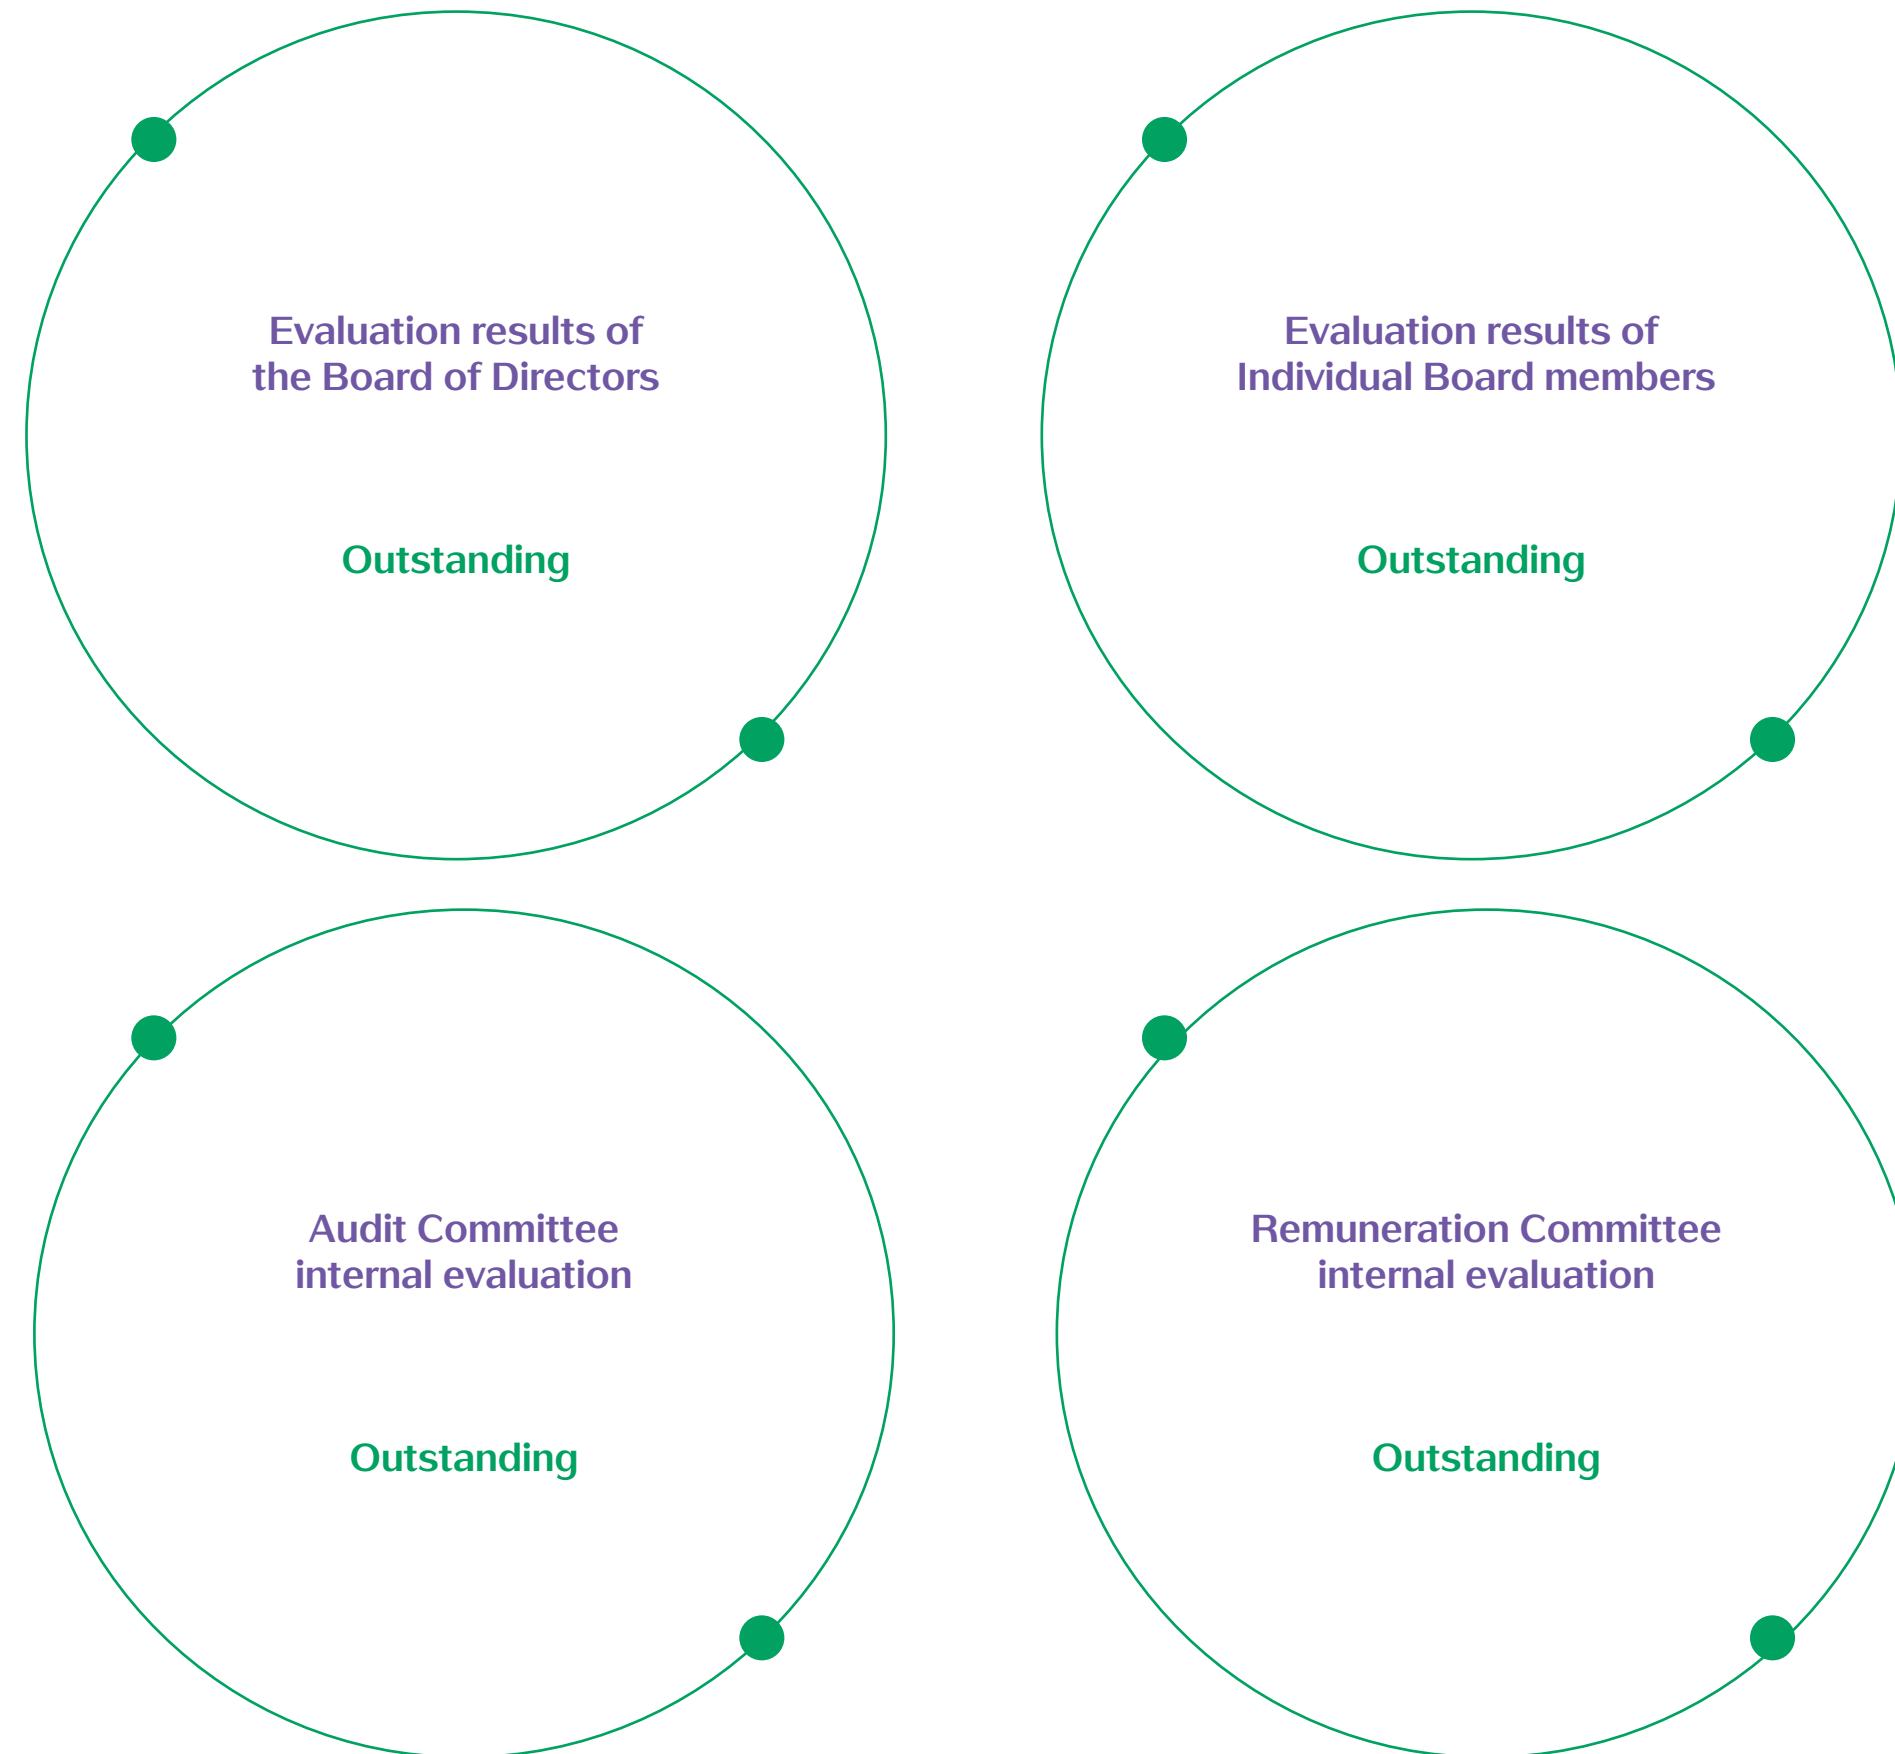 Evaluation results of
the Board of Directors
Outstanding
Evaluation results of
Individual Board members
Outstanding
Audit Committee
internal evaluation
Outstanding
Remuneration Committee
internal evaluation
Outstanding